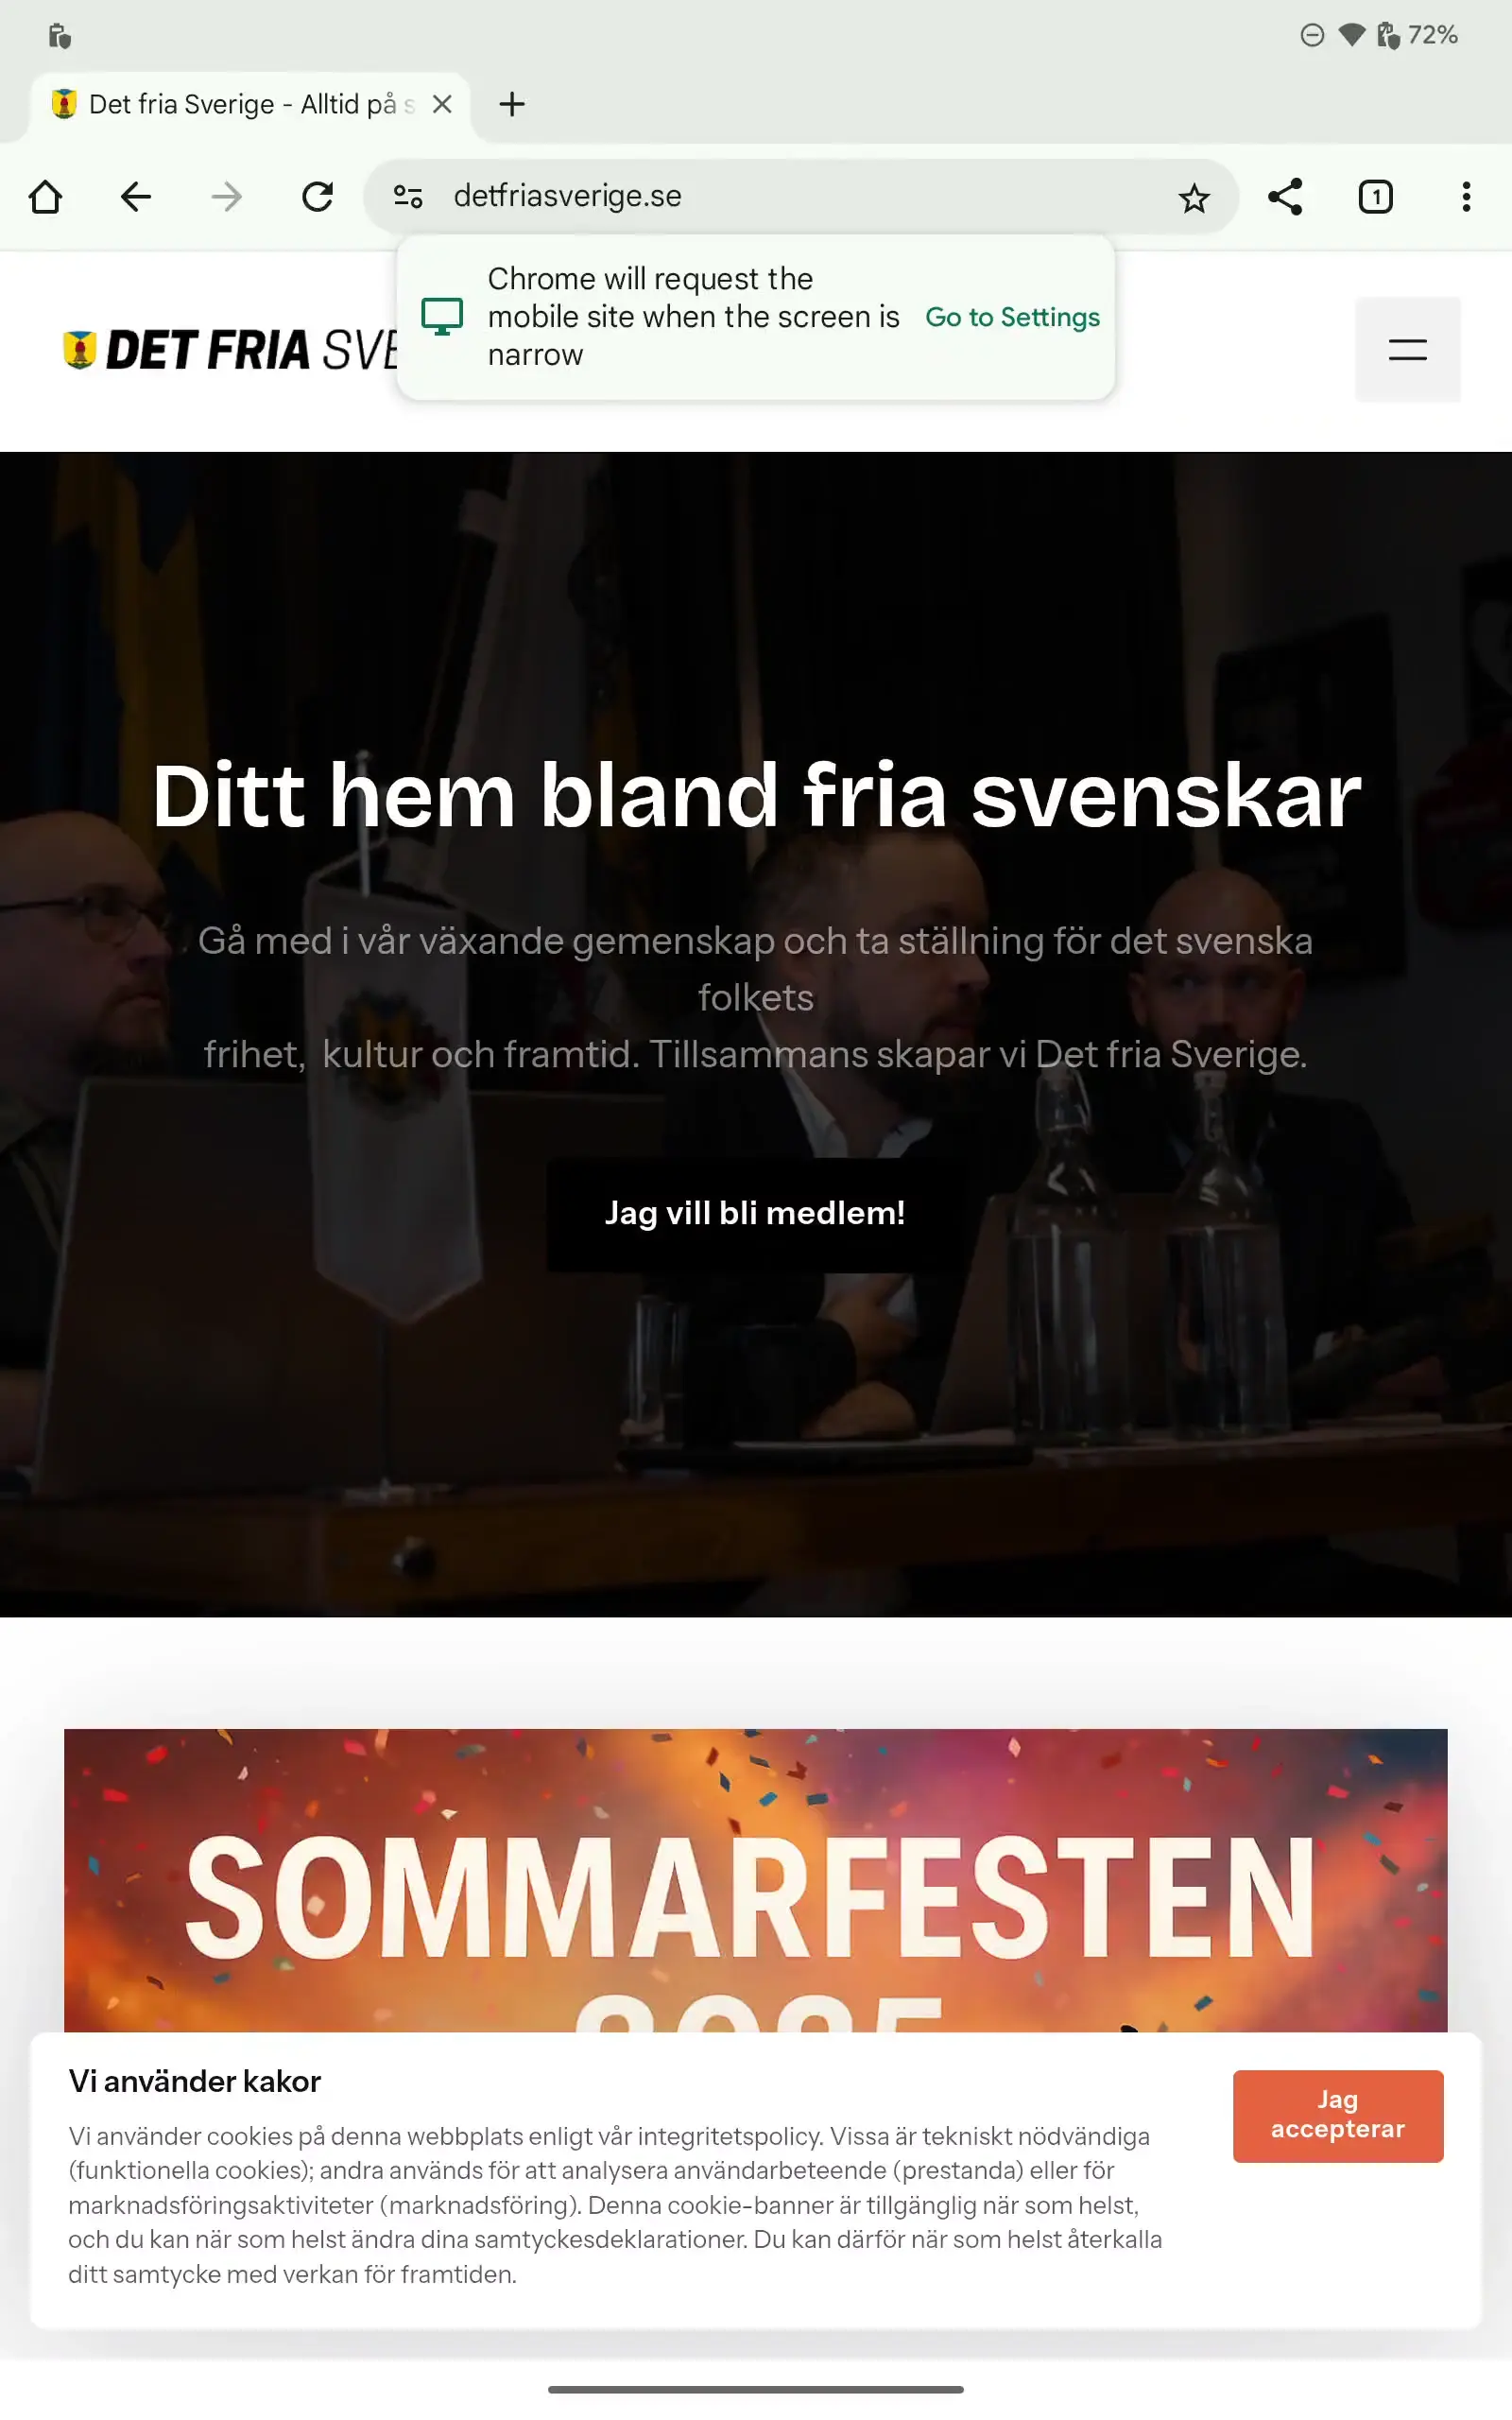 72%
Det fria Sverige - Alltid på s
detfriasverige.se
1
Chrome will request the
mobile site when the screen is
narrow
Go to Settings
DET FRIA SVE
Ditt hem bland fria svenskar
Gå med i vår växande gemenskap och ta ställning för det svenska
folkets
frihet, kultur och framtid. Tillsammans skapar vi Det fria Sverige.
Jag vill bli medlem!
SOMMARFESTEN
2025
Vi använder kakor
Vi använder cookies på denna webbplats enligt vår integritetspolicy. Vissa är tekniskt nödvändiga
(funktionella cookies); andra används för att analysera användarbeteende (prestanda) eller för
marknadsföringsaktiviteter (marknadsföring). Denna cookie-banner är tillgänglig när som helst,
och du kan när som helst ändra dina samtyckesdeklarationer. Du kan därför när som helst återkalla
ditt samtycke med verkan för framtiden.
Jag
accepterar